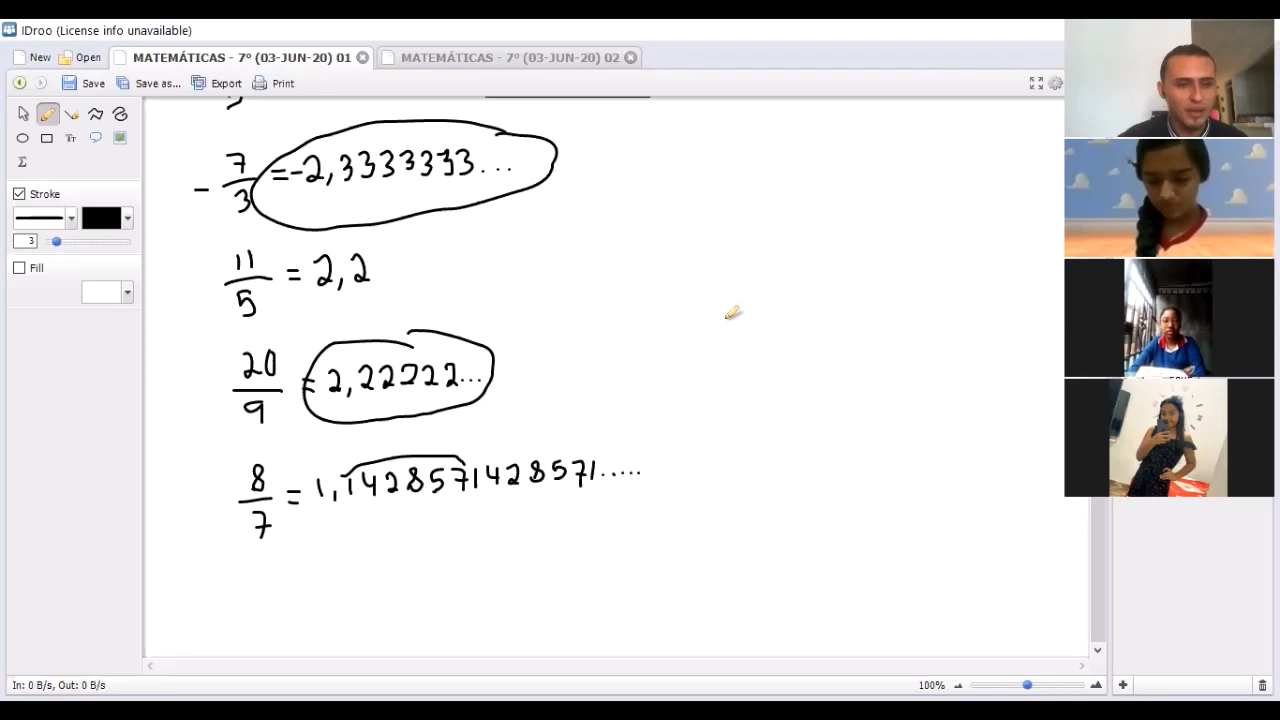 IDroo (License info unavailable)
New Open MATEMÁTICAS - 7º (03-JUN-20) 01 MATEMÁTICAS - 7º (03-JUN-20) 02
Save Save as... Export Print
Tr
Σ
Stroke
3
Fill
- 7/3 = -2,3333333...
11/5 = 2,2
20/9 = 2,22222...
8/7 = 1,1428571428571.....
In: 0 B/s, Out: 0 B/s 100%